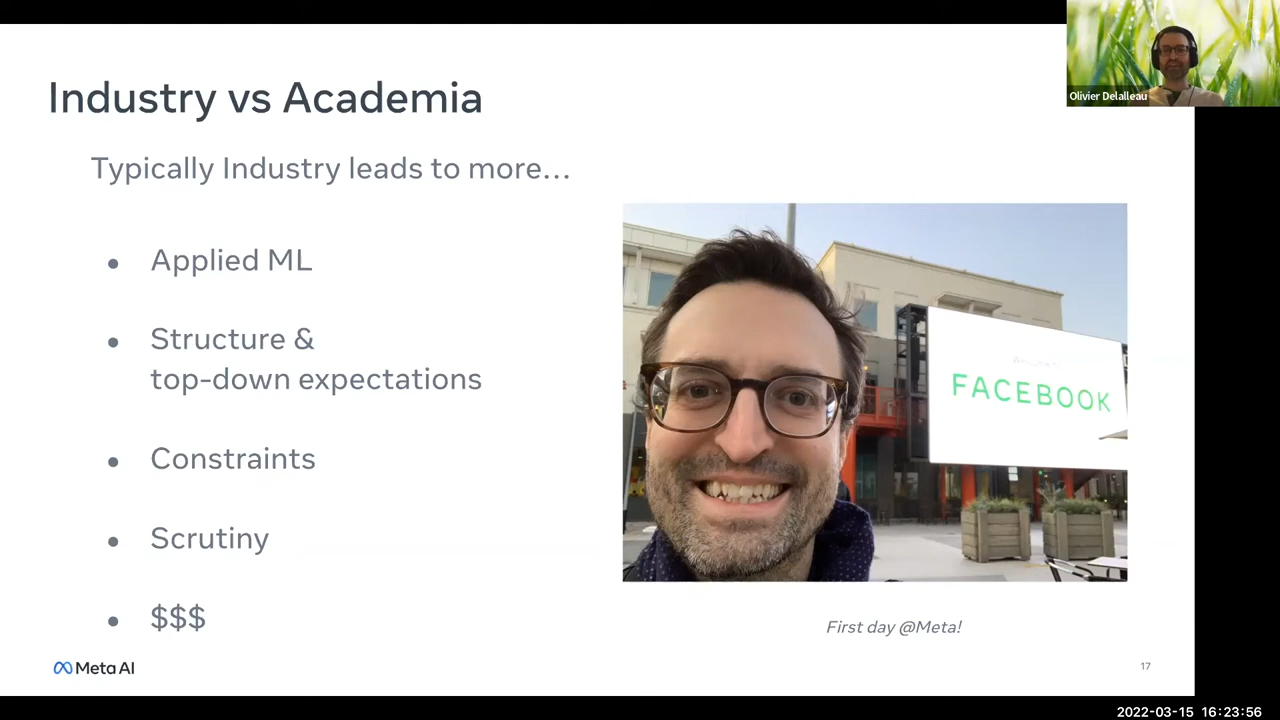 Industry vs Academia
Olivier Delalleau
Typically Industry leads to more…
• Applied ML
• Structure &
top-down expectations
• Constraints
• Scrutiny
• $$$
FACEBOOK
First day @Meta!
Meta AI
17
2022-03-15 16:23:56